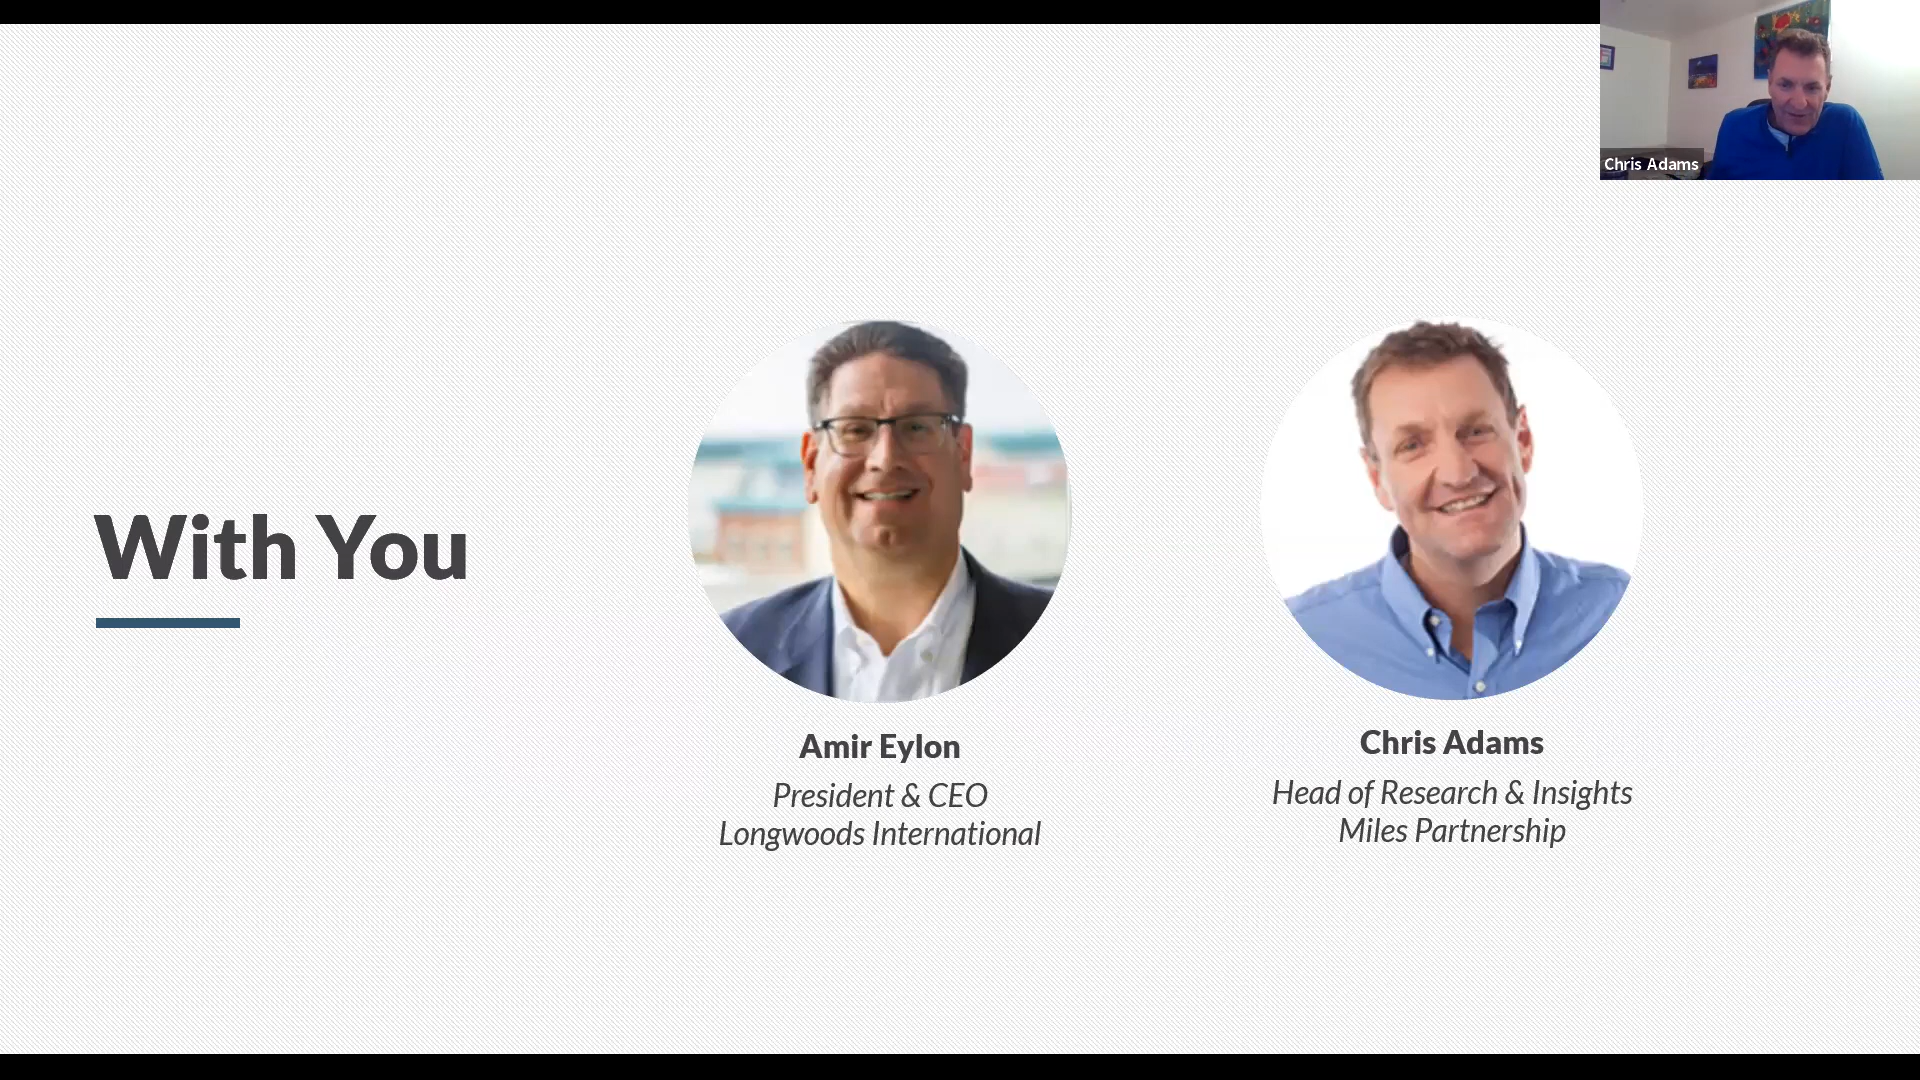 Chris Adams
With You
Amir Eylon
President & CEO
Longwoods International
Chris Adams
Head of Research & Insights
Miles Partnership